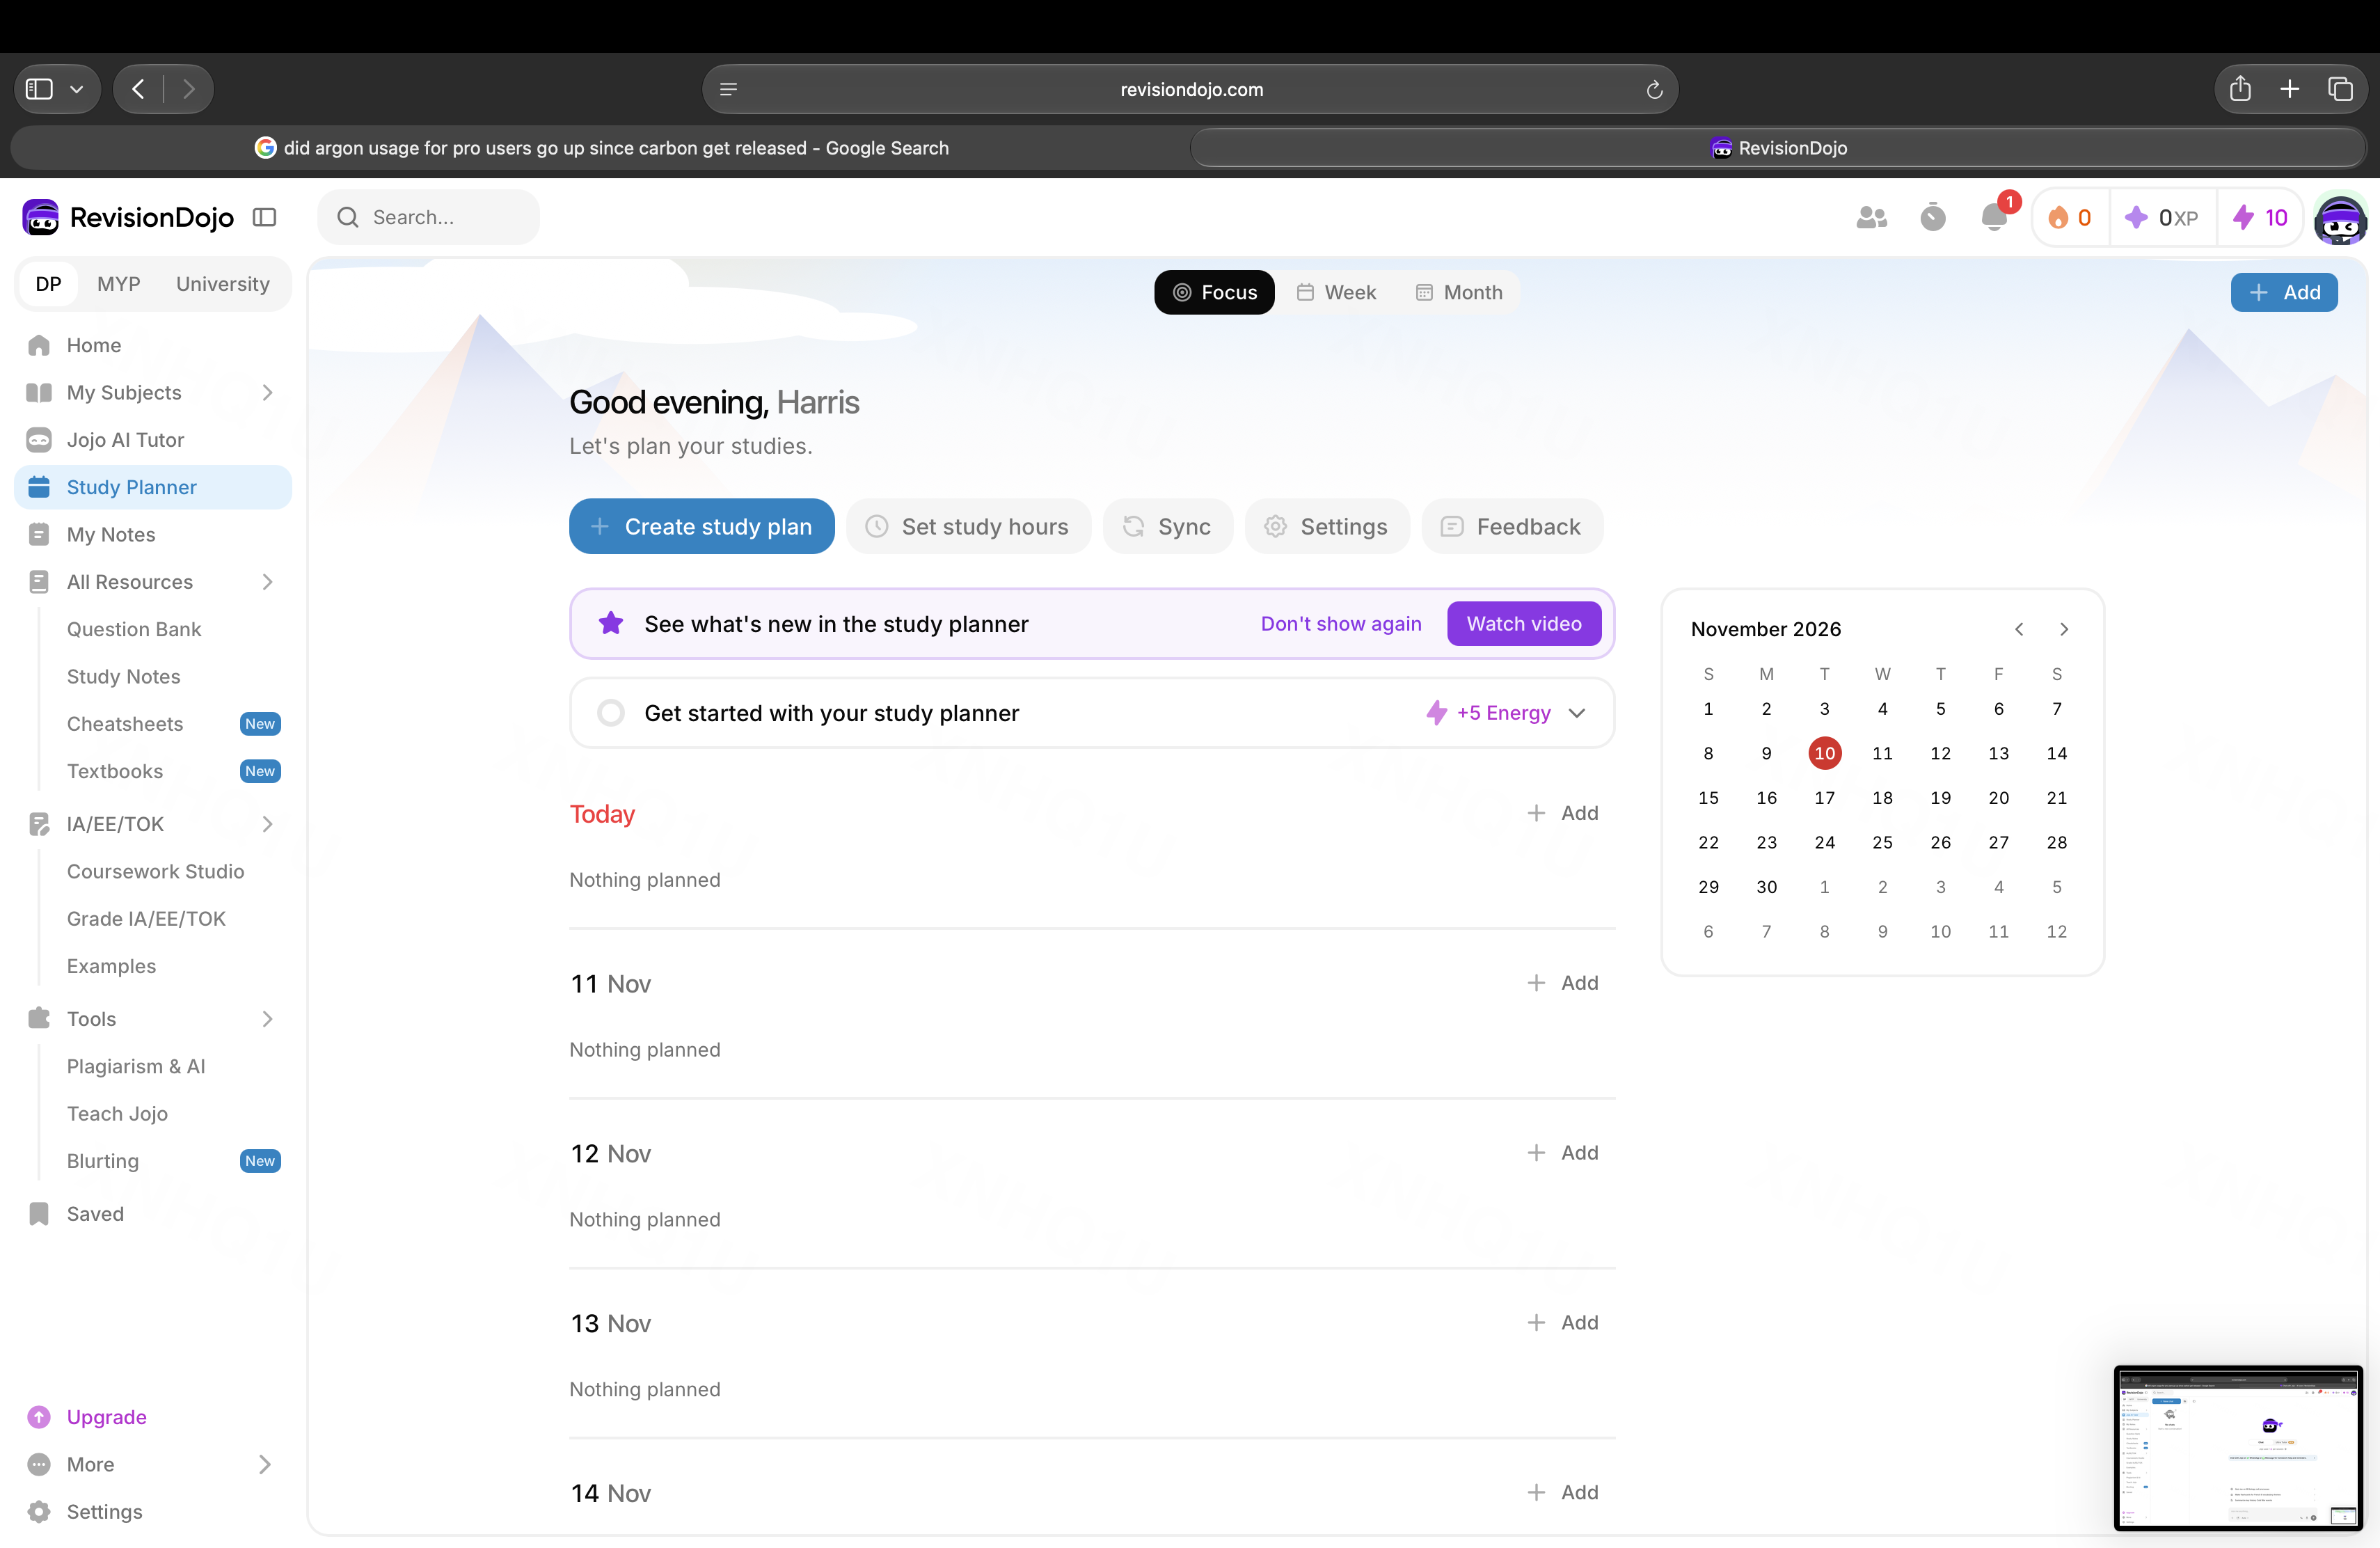 revisiondojo.com
did argon usage for pro users go up since carbon get released - Google Search
RevisionDojo
RevisionDojo
Search...
1
0
0XP
10
DP
MYP
University
Home
My Subjects
Jojo AI Tutor
Study Planner
My Notes
All Resources
Question Bank
Study Notes
Cheatsheets
New
Textbooks
New
IA/EE/TOK
Coursework Studio
Grade IA/EE/TOK
Examples
Tools
Plagiarism & AI
Teach Jojo
Blurting
New
Saved
Upgrade
More
Settings
Focus
Week
Month
Add
Good evening, Harris
Let's plan your studies.
Create study plan
Set study hours
Sync
Settings
Feedback
See what's new in the study planner
Don't show again
Watch video
Get started with your study planner
+5 Energy
Today
Add
Nothing planned
11 Nov
Add
Nothing planned
12 Nov
Add
Nothing planned
13 Nov
Add
Nothing planned
14 Nov
Add
November 2026
S M T W T F S
1 2 3 4 5 6 7
8 9 10 11 12 13 14
15 16 17 18 19 20 21
22 23 24 25 26 27 28
29 30 1 2 3 4 5
6 7 8 9 10 11 12